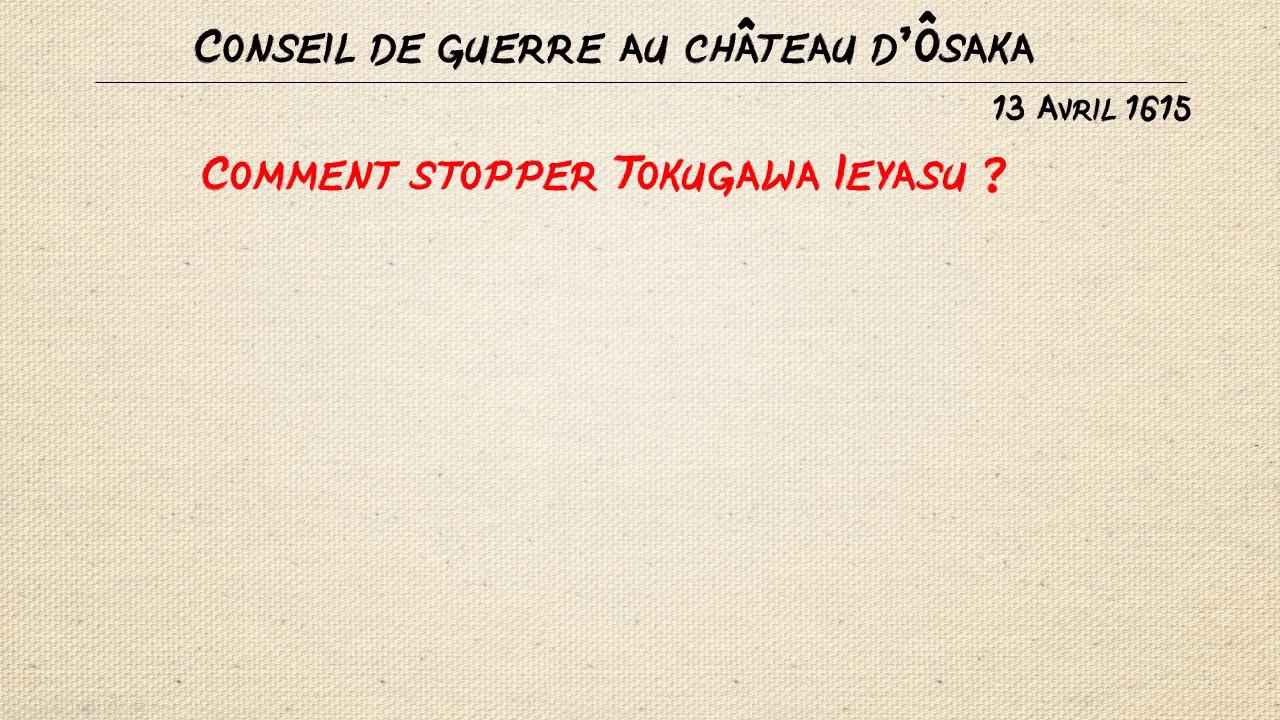 Conseil de guerre au château d’Ôsaka
13 Avril 1615
Comment stopper Tokugawa Ieyasu ?